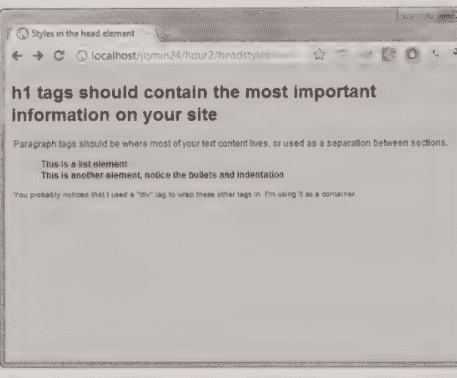 Styles in the head element
localhost/jqmin24/hour2/headstyles
h1 tags should contain the most important
information on your site
Paragraph tags should be where most of your text content lives, or used as a separation between sections.
This is a list element
This is another element, notice the bullets and indentation
You probably noticed that I used a "div" tag to wrap these other tags in. I'm using it as a container.